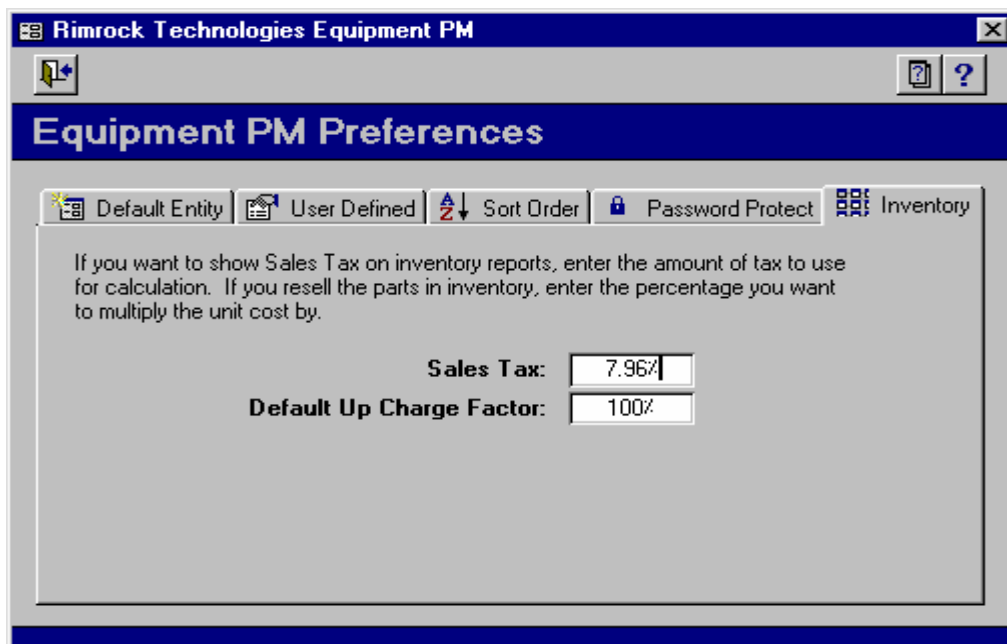 Rimrock Technologies Equipment PM
Equipment PM Preferences
Default Entity User Defined Sort Order Password Protect Inventory
If you want to show Sales Tax on inventory reports, enter the amount of tax to use
for calculation. If you resell the parts in inventory, enter the percentage you want
to multiply the unit cost by.
Sales Tax: 7.96%
Default Up Charge Factor: 100%